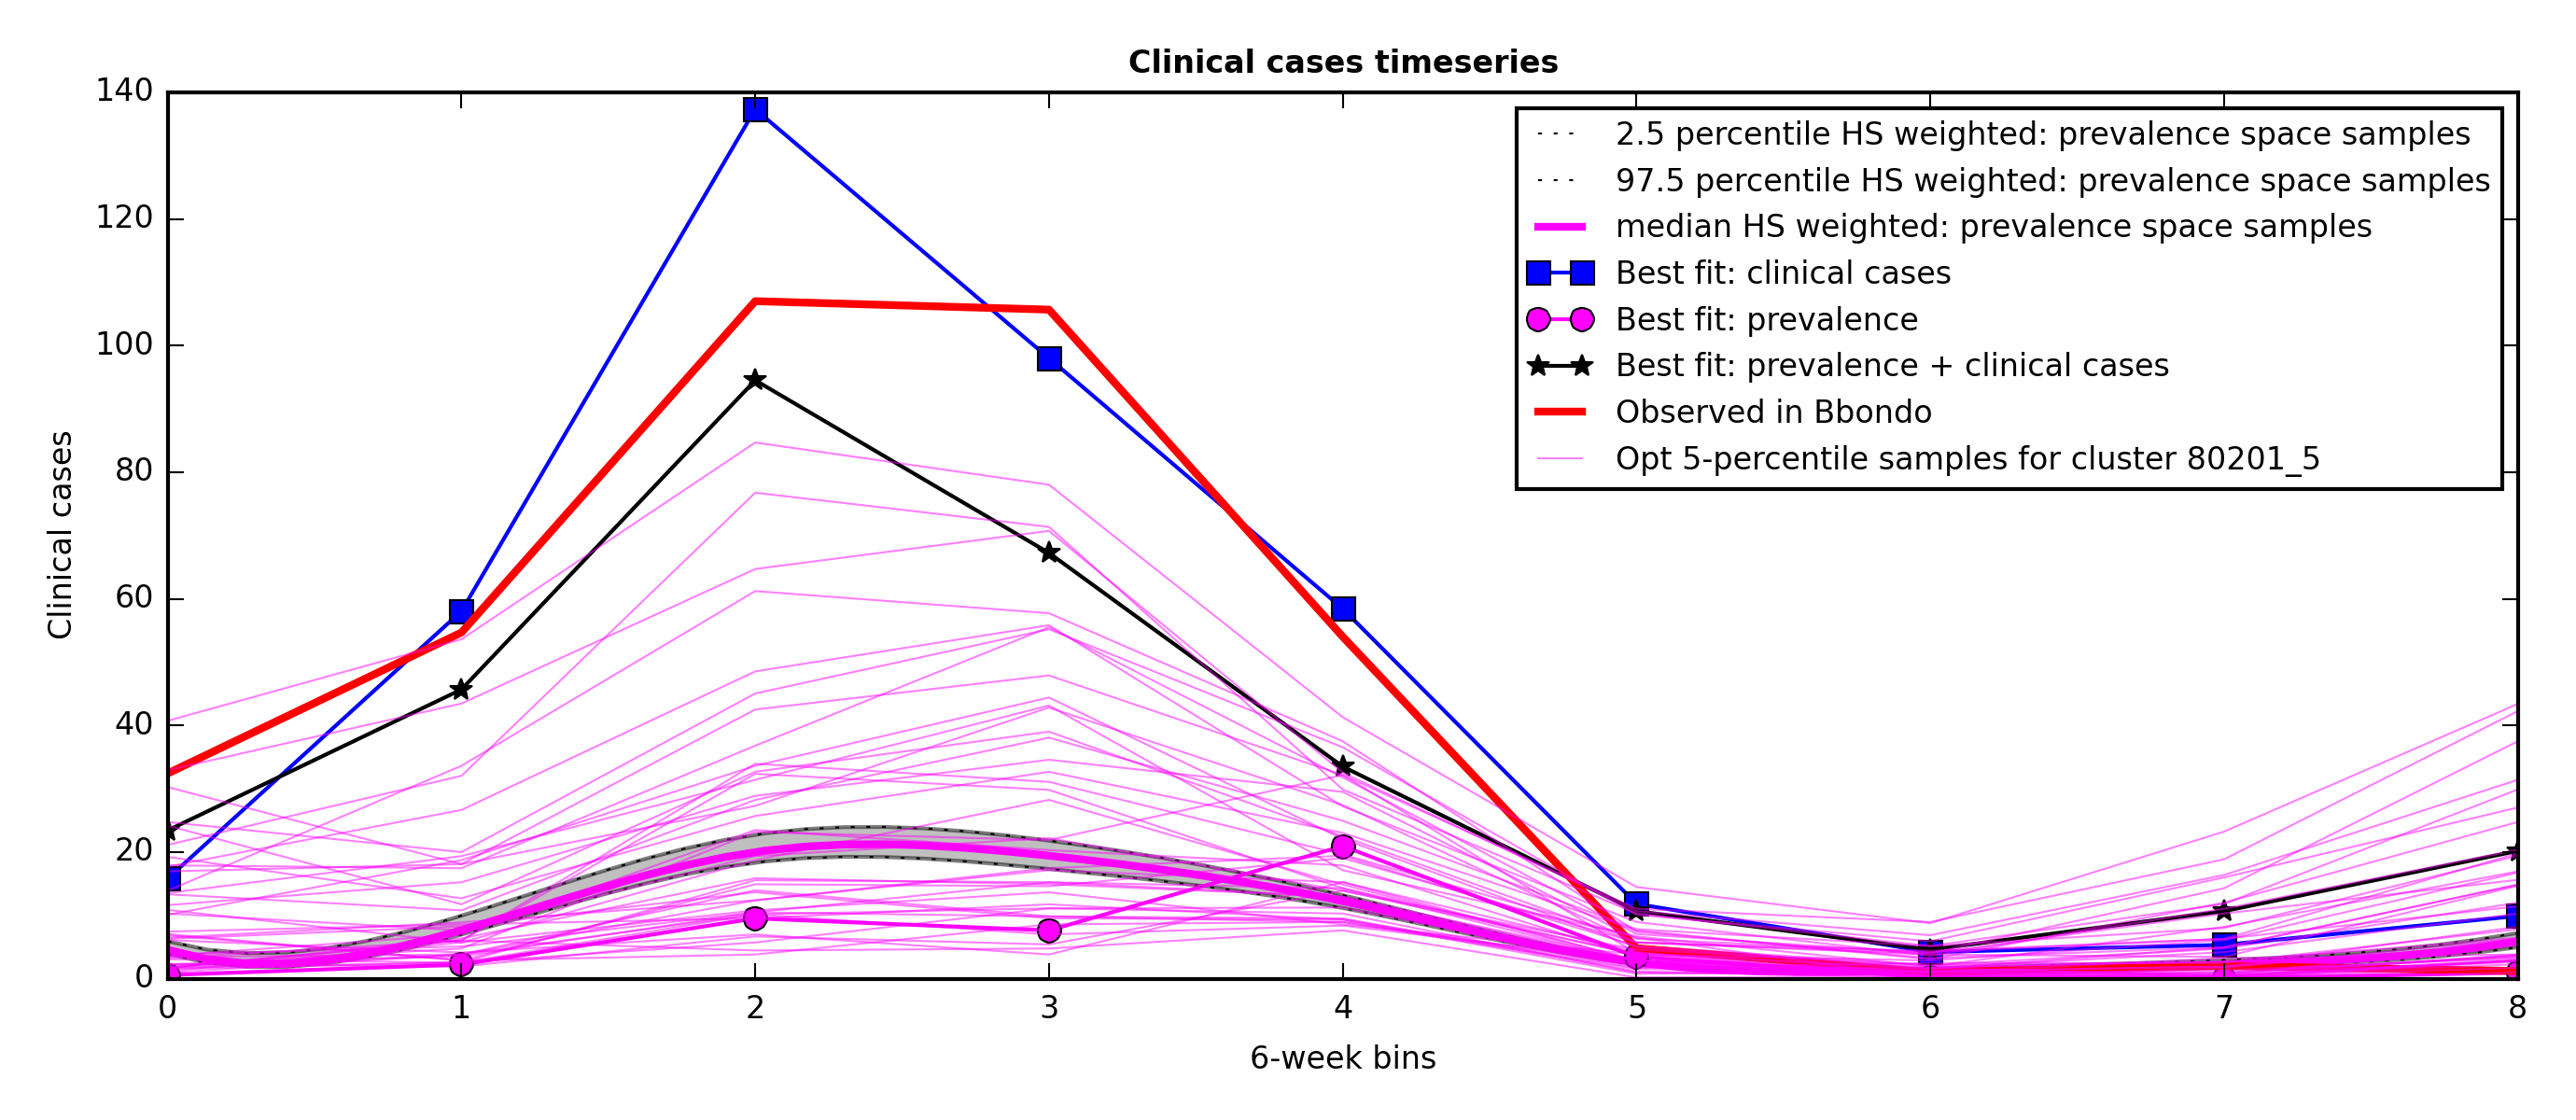 Clinical cases timeseries
140
120
100
80
60
40
20
0
Clinical cases
2.5 percentile HS weighted: prevalence space samples
97.5 percentile HS weighted: prevalence space samples
median HS weighted: prevalence space samples
Best fit: clinical cases
Best fit: prevalence
Best fit: prevalence + clinical cases
Observed in Bbondo
Opt 5-percentile samples for cluster 80201_5
0 1 2 3 4 5 6 7 8
6-week bins